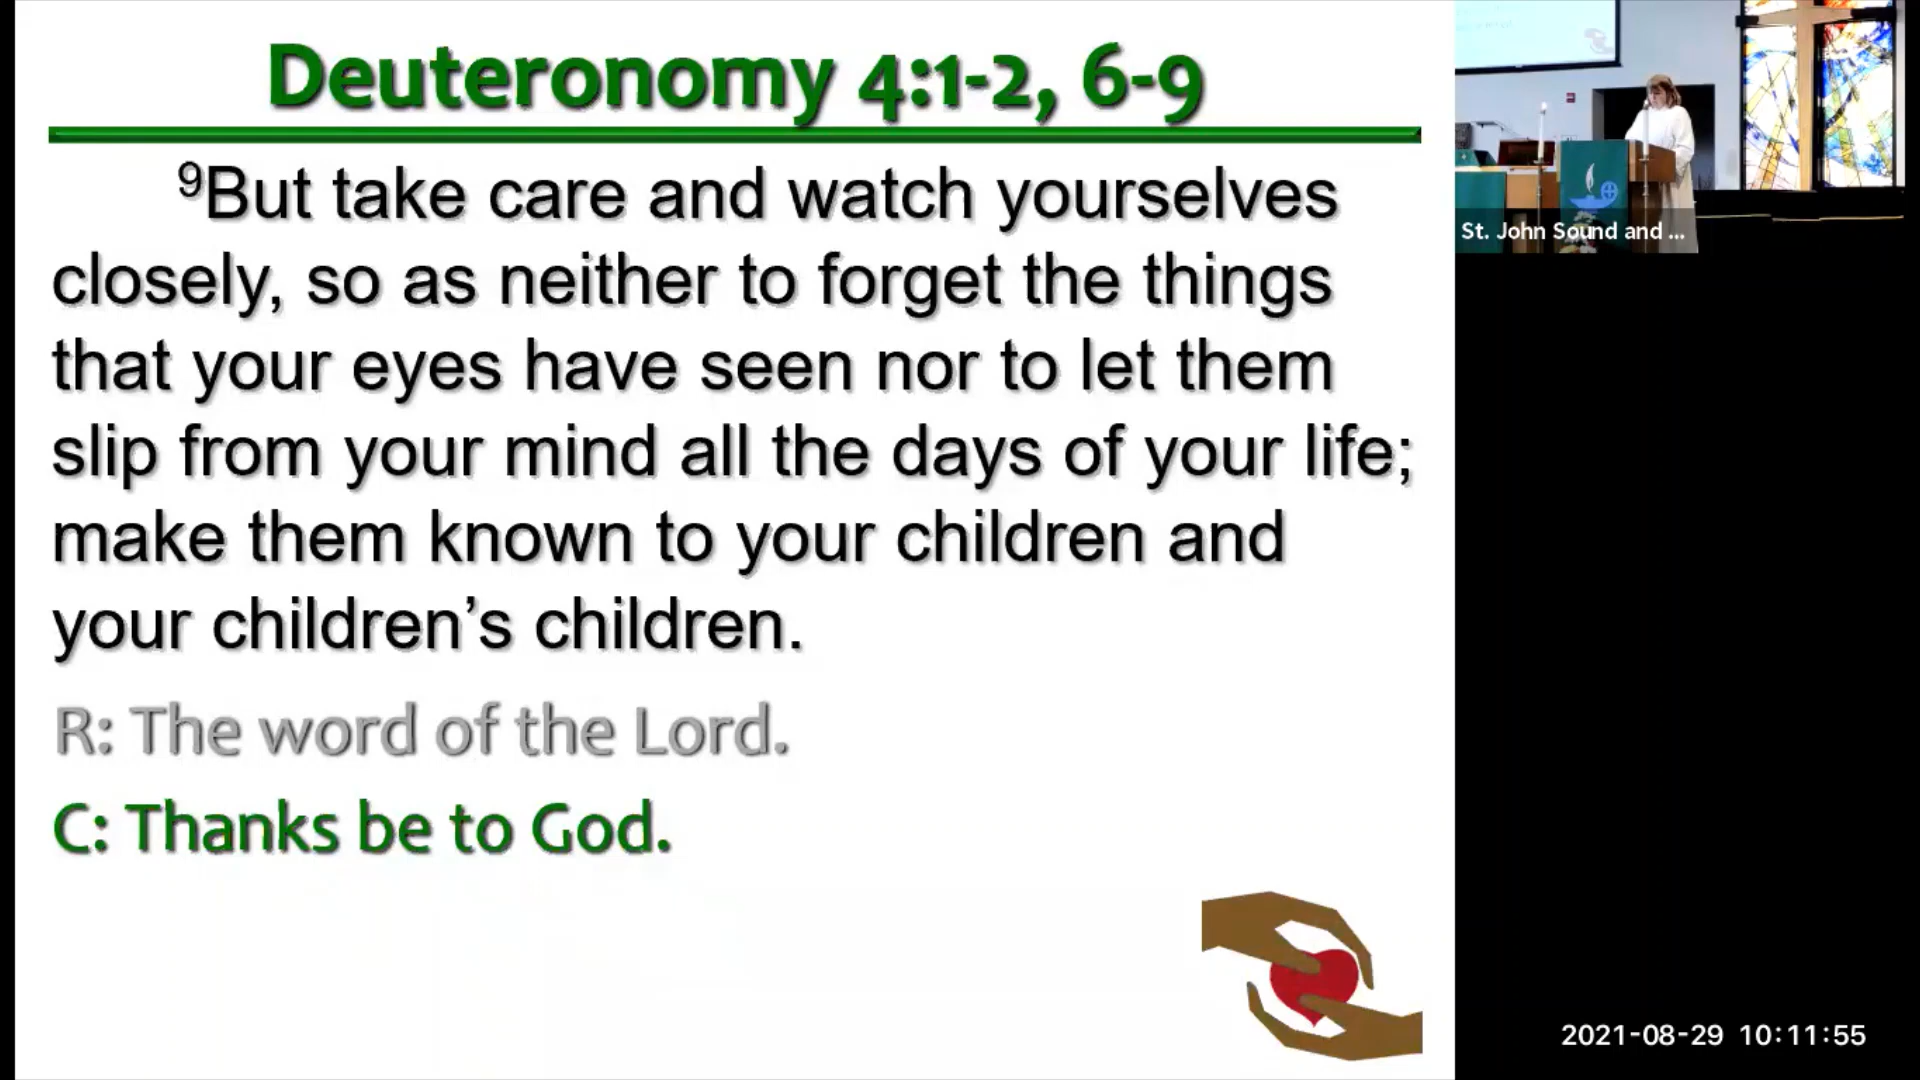 Deuteronomy 4:1-2, 6-9
⁹But take care and watch yourselves
closely, so as neither to forget the things
that your eyes have seen nor to let them
slip from your mind all the days of your life;
make them known to your children and
your children’s children.
R: The word of the Lord.
C: Thanks be to God.
St. John Sound and ...
2021-08-29 10:11:55